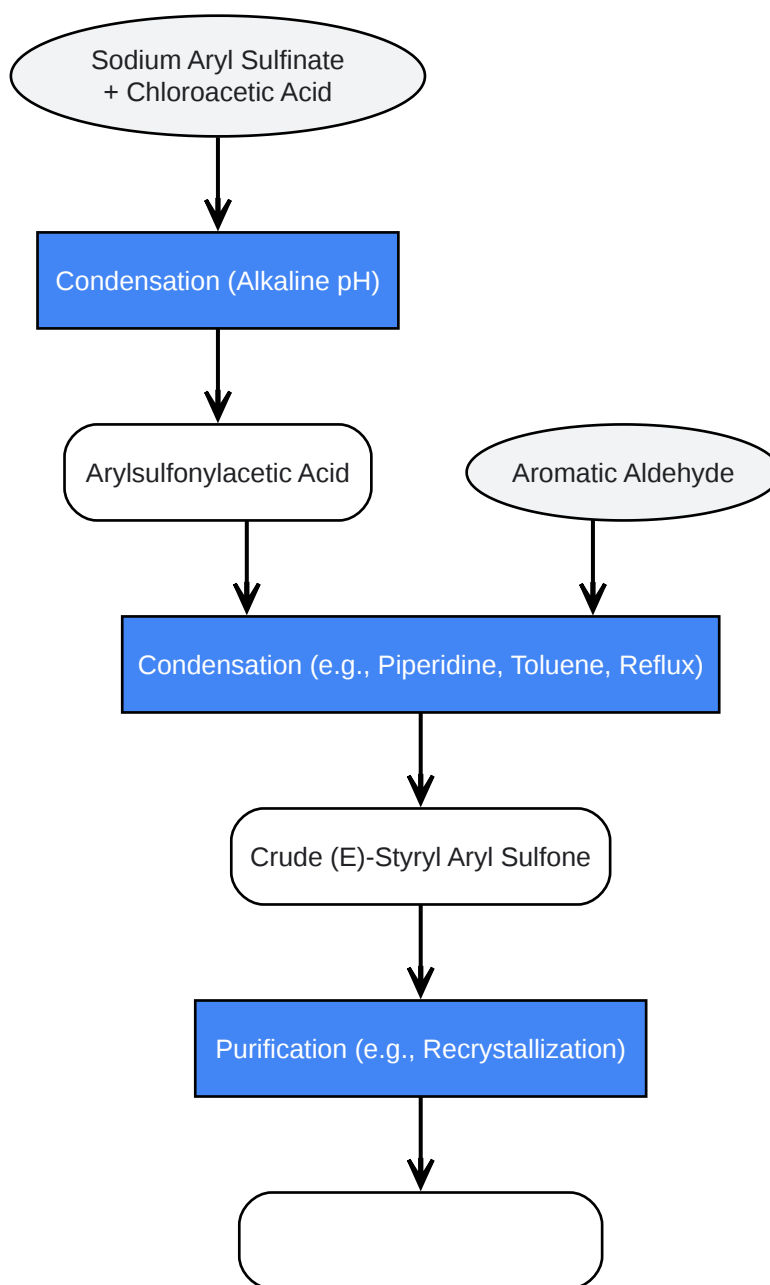 Sodium Aryl Sulfinate
+ Chloroacetic Acid
Condensation (Alkaline pH)
Arylsulfonylacetic Acid
Aromatic Aldehyde
Condensation (e.g., Piperidine, Toluene, Reflux)
Crude (E)-Styryl Aryl Sulfone
Purification (e.g., Recrystallization)